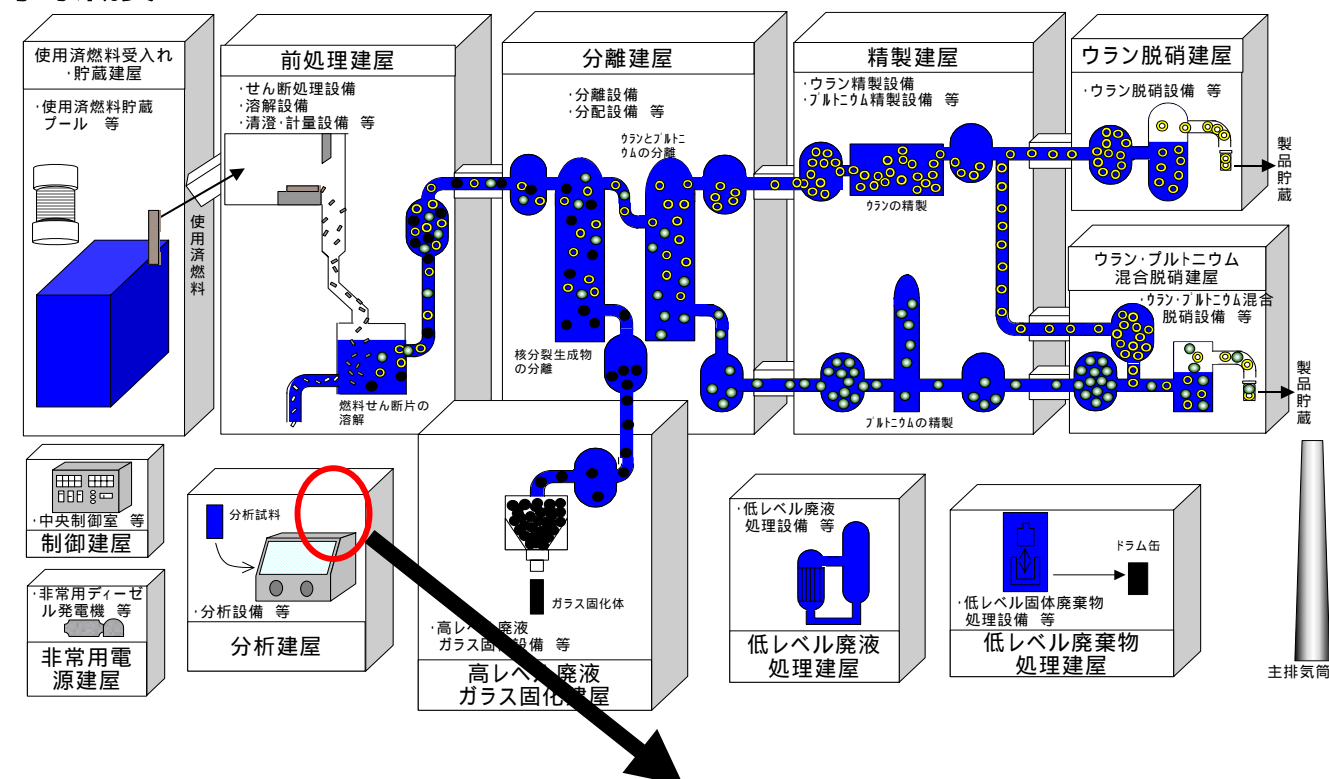 使用済燃料受入れ
・貯蔵建屋
・使用済燃料貯蔵
プール 等
使用済燃料
前処理建屋
・せん断処理設備
・溶解設備
・清澄・計量設備 等
燃料せん断片の
溶解
分離建屋
・分離設備
・分配設備 等
ウランとプルトニ
ウムの分離
核分裂生成物
の分離
精製建屋
・ウラン精製設備
・プルトニウム精製設備 等
ウランの精製
プルトニウムの精製
ウラン脱硝建屋
・ウラン脱硝設備 等
製品貯蔵
ウラン・プルトニウム
混合脱硝建屋
・ウラン・プルトニウム混合
脱硝設備 等
製品貯蔵
・中央制御室 等
制御建屋
・非常用ディーゼ
ル発電機 等
非常用電
源建屋
分析試料
・分析設備 等
分析建屋
ガラス固化体
・高レベル廃液
ガラス固化設備 等
高レベル廃液
ガラス固化建屋
・低レベル廃液
処理設備 等
低レベル廃液
処理建屋
ドラム缶
・低レベル固体廃棄物
処理設備 等
低レベル廃棄物
処理建屋
主排気筒